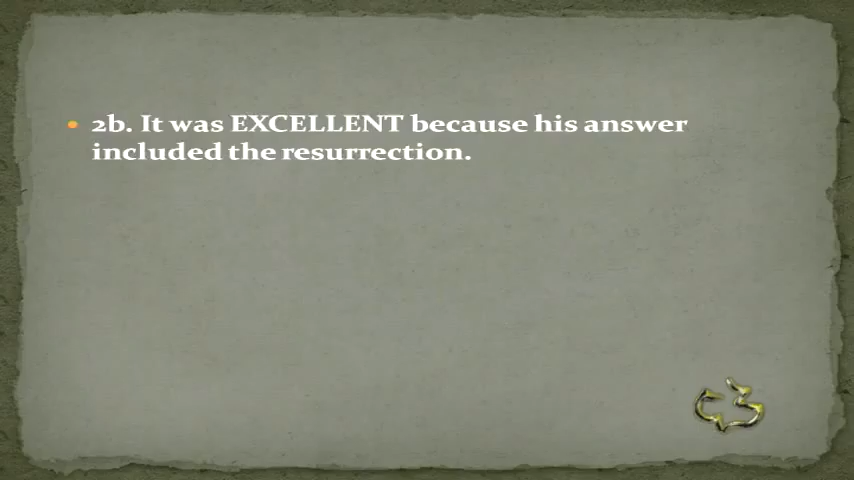 • 2b. It was EXCELLENT because his answer
included the resurrection.